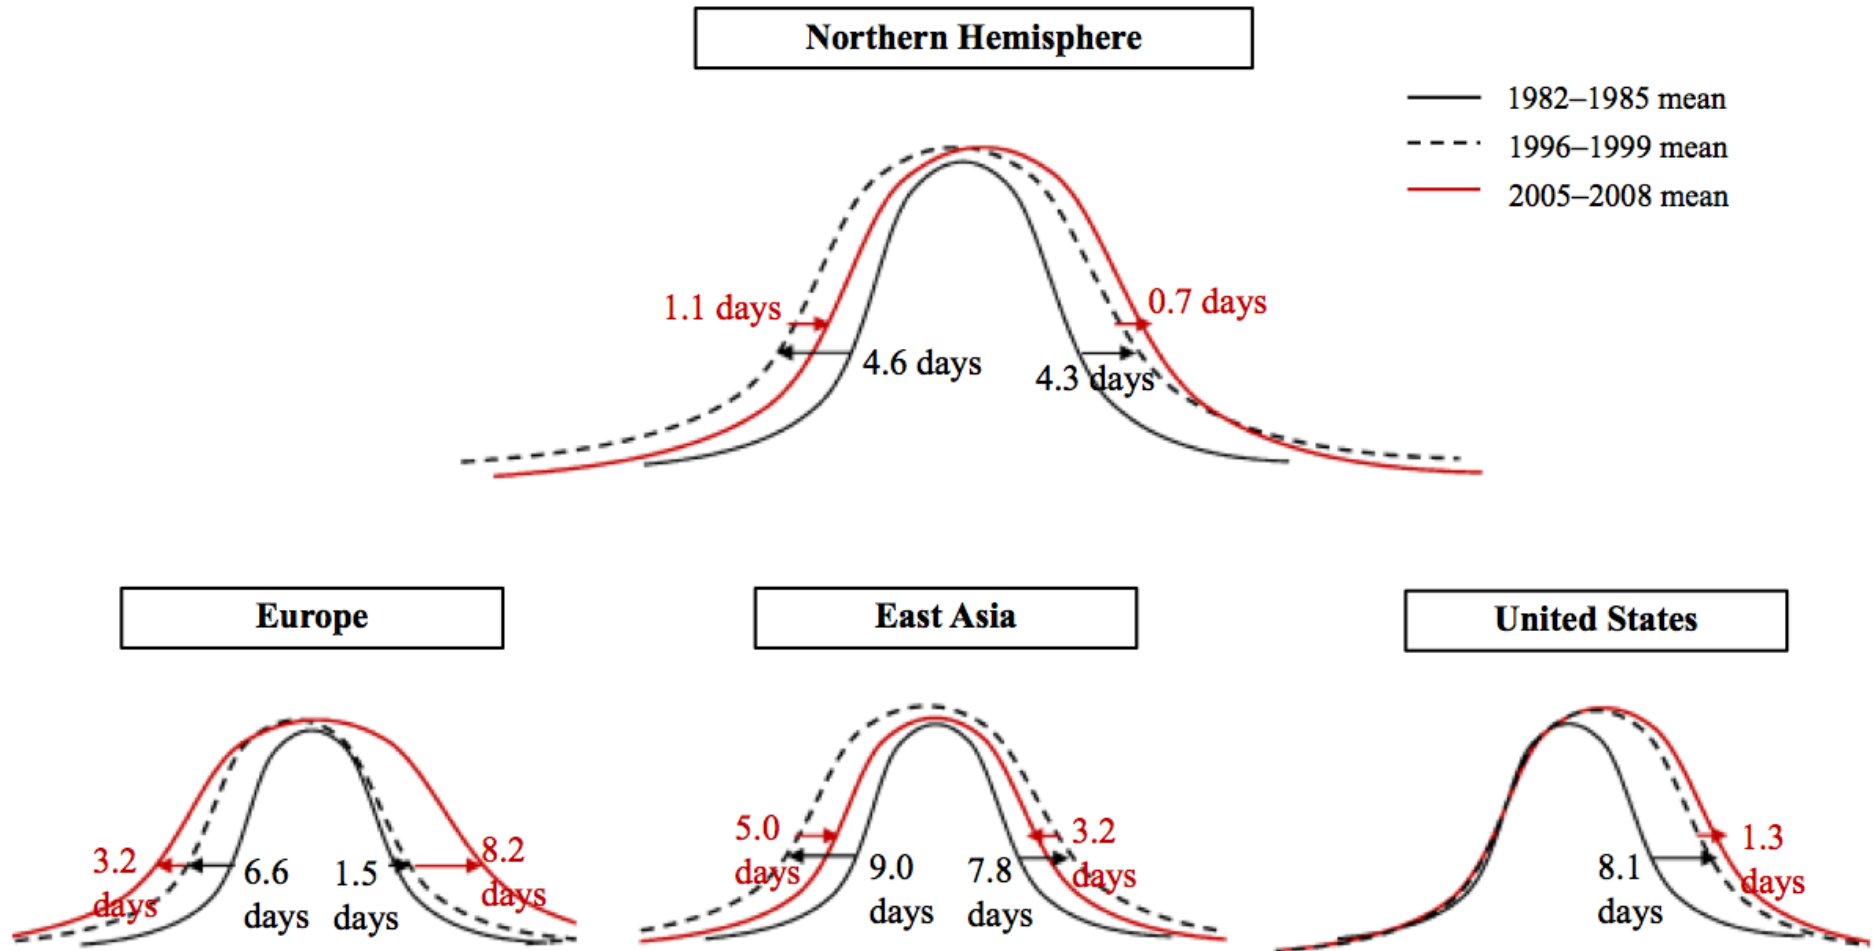 Northern Hemisphere
1982–1985 mean
1996–1999 mean
2005–2008 mean
1.1 days
0.7 days
4.6 days
4.3 days
Europe
3.2
days
6.6
days
1.5
days
8.2
days
East Asia
5.0
days
9.0
days
7.8
days
3.2
days
United States
8.1
days
1.3
days